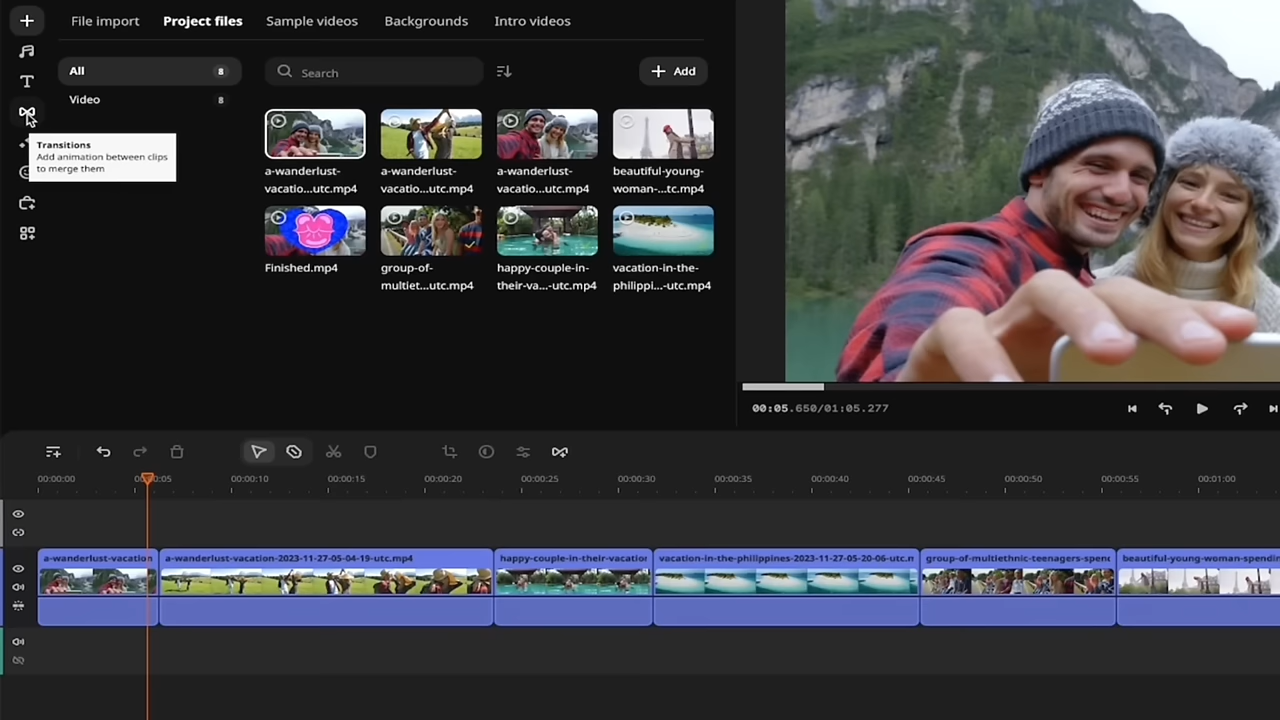 File import
Project files
Sample videos
Backgrounds
Intro videos
All
8
Search
Add
Video
8
Transitions
Add animation between clips
to merge them
a-wanderlust-
vacatio...utc.mp4
a-wanderlust-
vacatio...utc.mp4
a-wanderlust-
vacatio...utc.mp4
beautiful-young-
woman-...tc.mp4
Finished.mp4
group-of-
multiet...utc.mp4
happy-couple-in-
their-va...-utc.mp4
vacation-in-the-
philippi...-utc.mp4
00:05.650/01:05.277
00:00:00
00:00:05
00:00:10
00:00:15
00:00:20
00:00:25
00:00:30
00:00:35
00:00:40
00:00:45
00:00:50
00:00:55
00:01:00
a-wanderlust-vacation
a-wanderlust-vacation-2023-11-27-05-04-19-utc.mp4
happy-couple-in-their-vacation
vacation-in-the-philippines-2023-11-27-05-20-06-utc.m
group-of-multiethnic-teenagers-spend
beautiful-young-woman-spendin